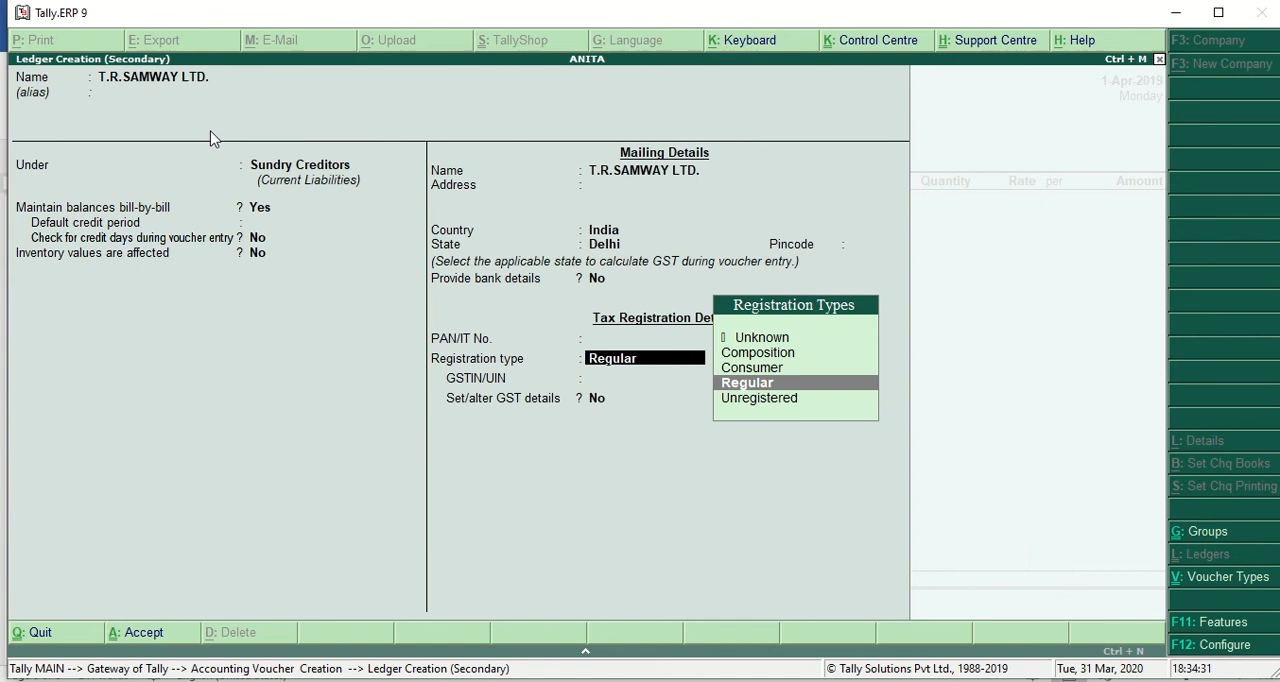 Tally.ERP 9
P: Print E: Export M: E-Mail O: Upload S: TallyShop G: Language K: Keyboard K: Control Centre H: Support Centre H: Help
F3: Company
F3: New Company
Ledger Creation (Secondary) ANITA Ctrl + M
Name : T.R.SAMWAY LTD.
(alias) :
1-Apr-2019
Monday
Under : Sundry Creditors
(Current Liabilities)
Maintain balances bill-by-bill ? Yes
Default credit period :
Check for credit days during voucher entry ? No
Inventory values are affected ? No
Mailing Details
Name : T.R.SAMWAY LTD.
Address :
Country : India
State : Delhi Pincode :
(Select the applicable state to calculate GST during voucher entry.)
Provide bank details ? No
Tax Registration Det
PAN/IT No. :
Registration type : Regular
GSTIN/UIN :
Set/alter GST details ? No
Registration Types
Unknown
Composition
Consumer
Regular
Unregistered
Quantity Rate per Amount
L: Details
B: Set Chq Books
S: Set Chq Printing
G: Groups
L: Ledgers
V: Voucher Types
F11: Features
F12: Configure
Q: Quit A: Accept D: Delete
Ctrl + N
Tally MAIN --> Gateway of Tally --> Accounting Voucher Creation --> Ledger Creation (Secondary) © Tally Solutions Pvt Ltd., 1988-2019 Tue, 31 Mar, 2020 18:34:31